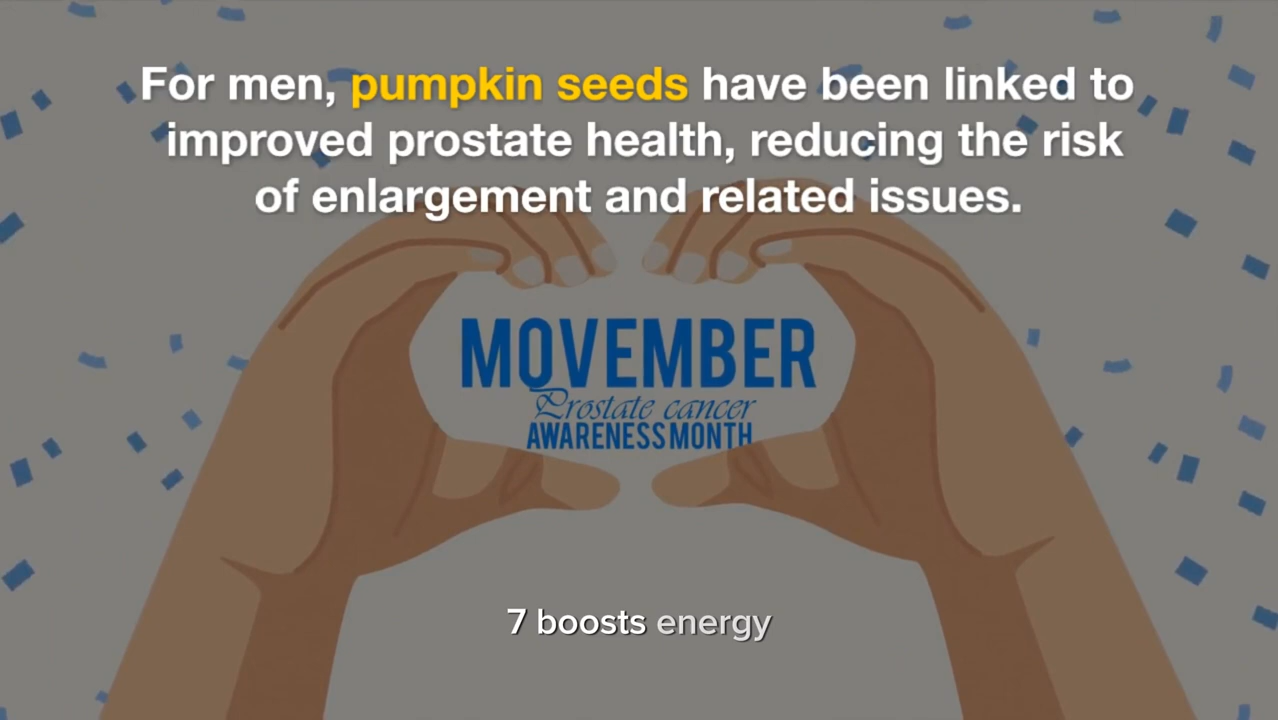 For men, pumpkin seeds have been linked to
improved prostate health, reducing the risk
of enlargement and related issues.
MOVEMBER
Prostate cancer
AWARENESS MONTH
7 boosts energy